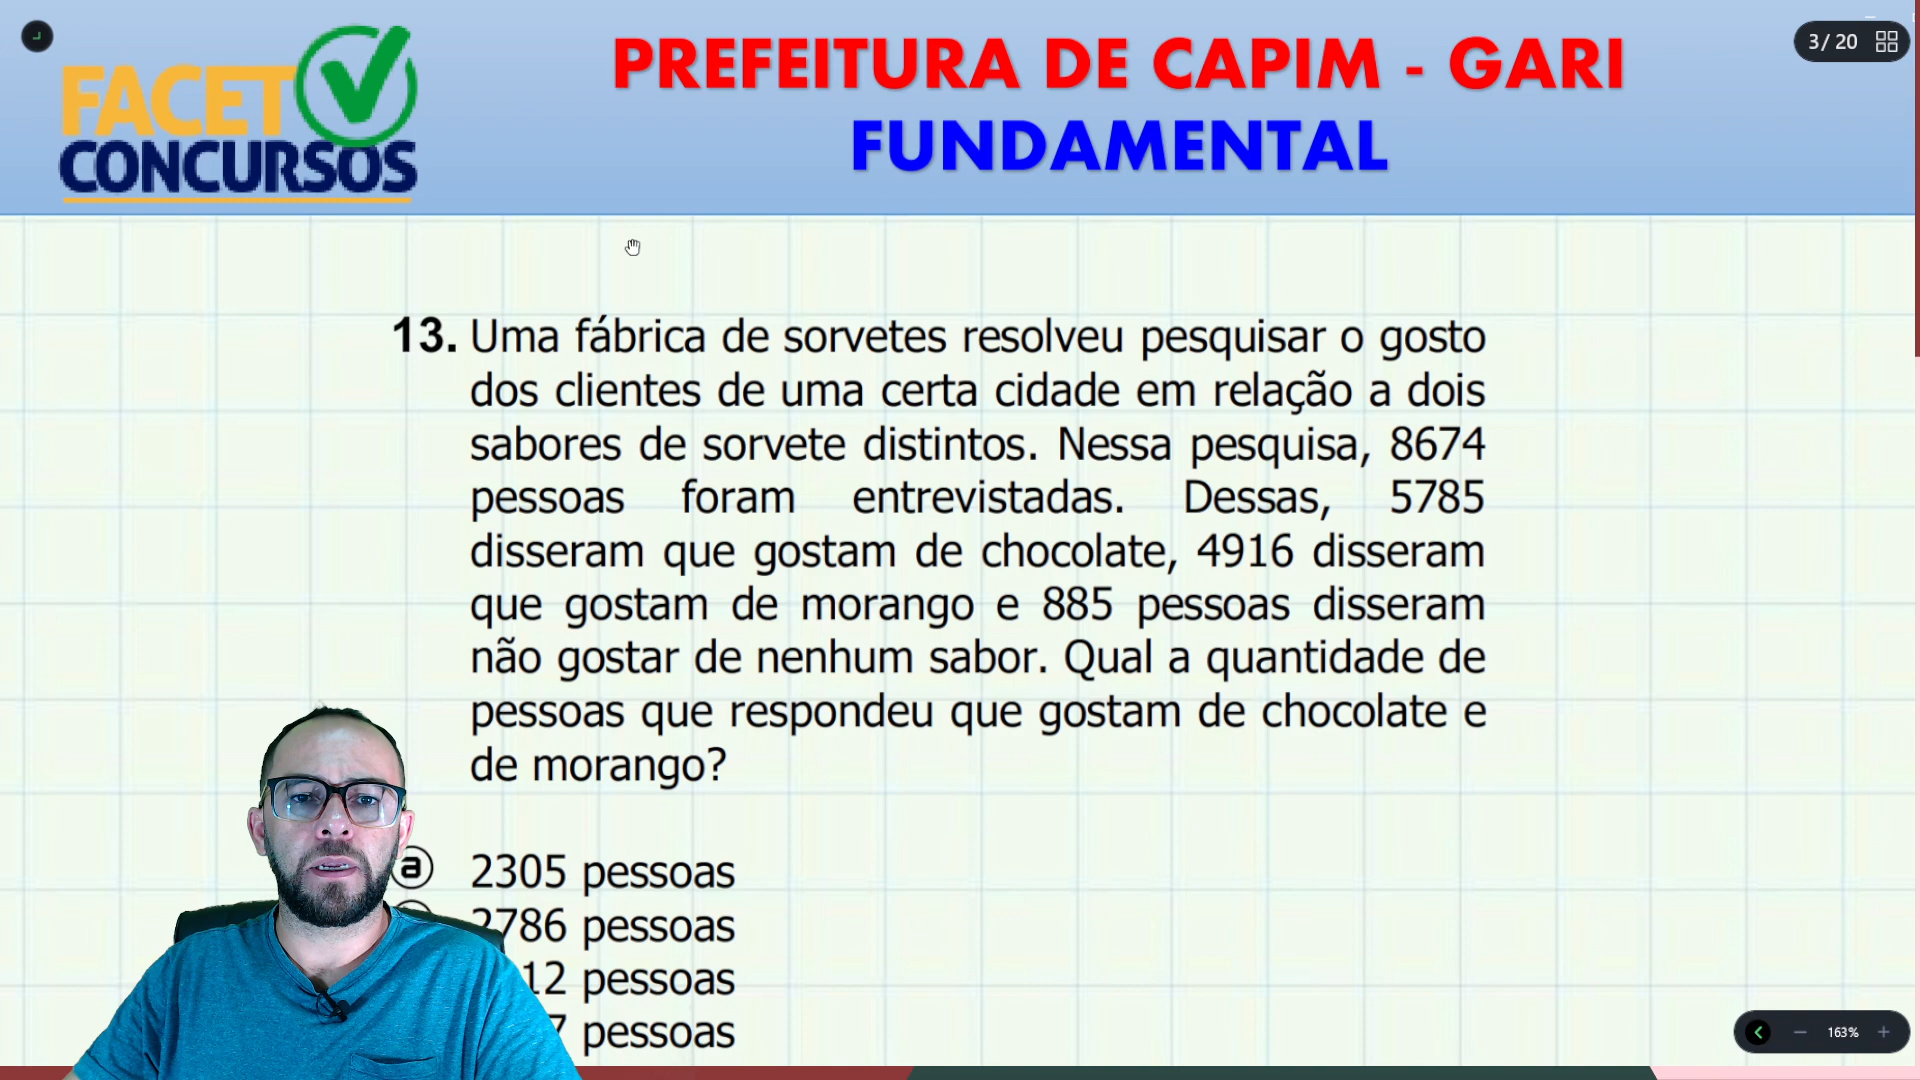 FACET
CONCURSOS
PREFEITURA DE CAPIM - GARI
FUNDAMENTAL
3/ 20
13. Uma fábrica de sorvetes resolveu pesquisar o gosto
dos clientes de uma certa cidade em relação a dois
sabores de sorvete distintos. Nessa pesquisa, 8674
pessoas foram entrevistadas. Dessas, 5785
disseram que gostam de chocolate, 4916 disseram
que gostam de morango e 885 pessoas disseram
não gostar de nenhum sabor. Qual a quantidade de
pessoas que respondeu que gostam de chocolate e
de morango?
a 2305 pessoas
2786 pessoas
12 pessoas
7 pessoas
163%